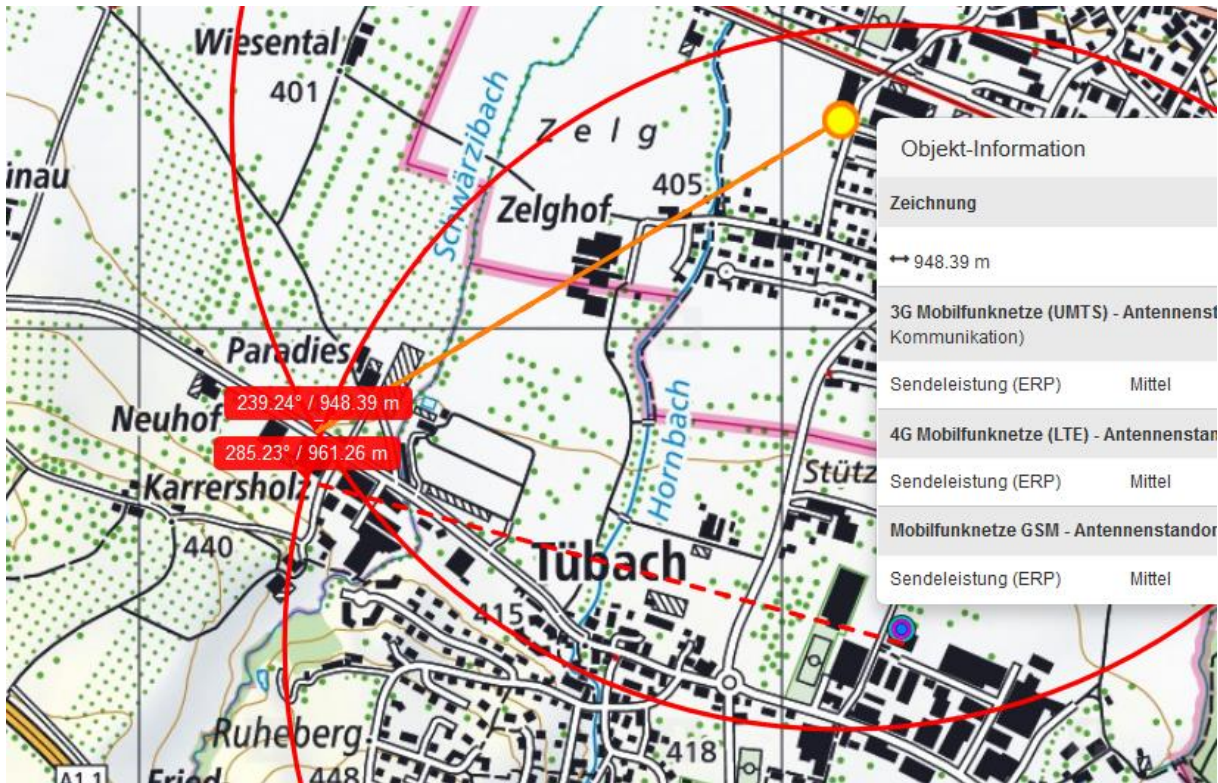 Wiesental
401
Schwärzibach
Zelg
405
Zelghof
inau
Paradies
239.24° / 948.39 m
Neuhof
285.23° / 961.26 m
Karrersholz
440
Hornbach
Stütz
Tübach
415
Ruheberg
418
A1.1
Fried-
448
Objekt-Information
Zeichnung
948.39 m
3G Mobilfunknetze (UMTS) - Antennenst
Kommunikation)
Sendeleistung (ERP) Mittel
4G Mobilfunknetze (LTE) - Antennenstan
Sendeleistung (ERP) Mittel
Mobilfunknetze GSM - Antennenstandor
Sendeleistung (ERP) Mittel